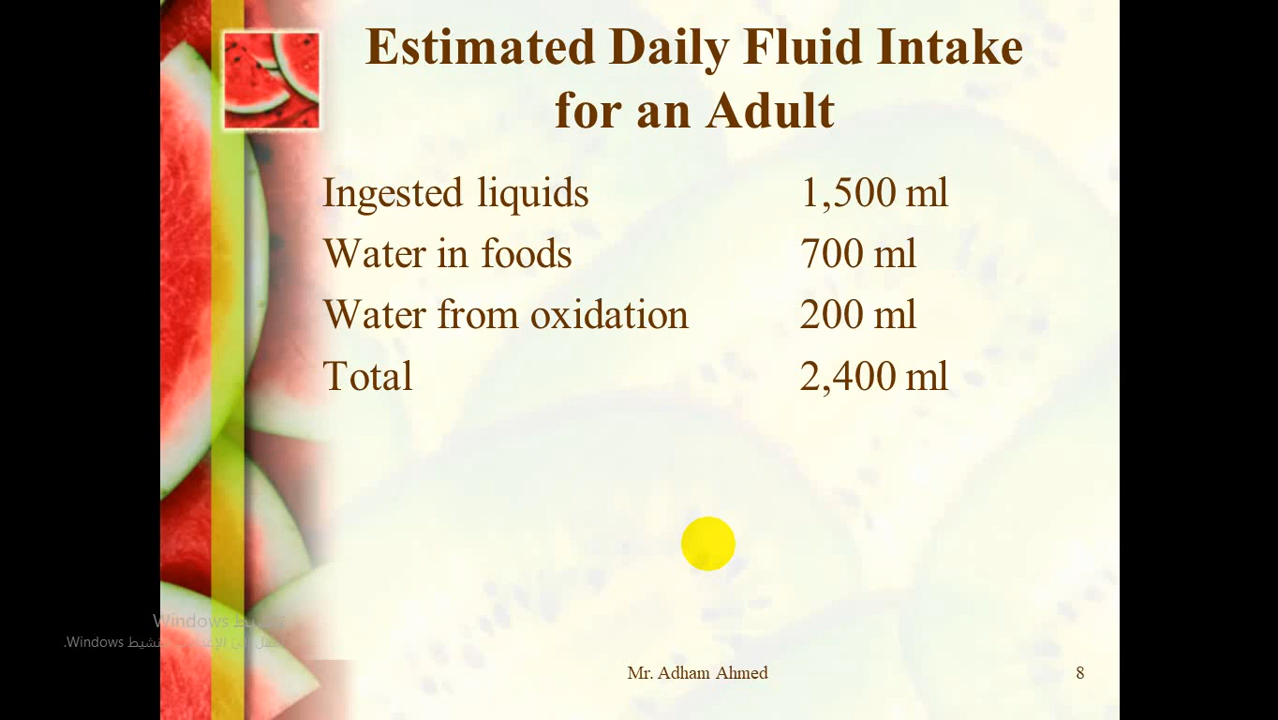 Estimated Daily Fluid Intake
for an Adult
Ingested liquids 1,500 ml
Water in foods 700 ml
Water from oxidation 200 ml
Total 2,400 ml
Windows
Windows.
Mr. Adham Ahmed 8